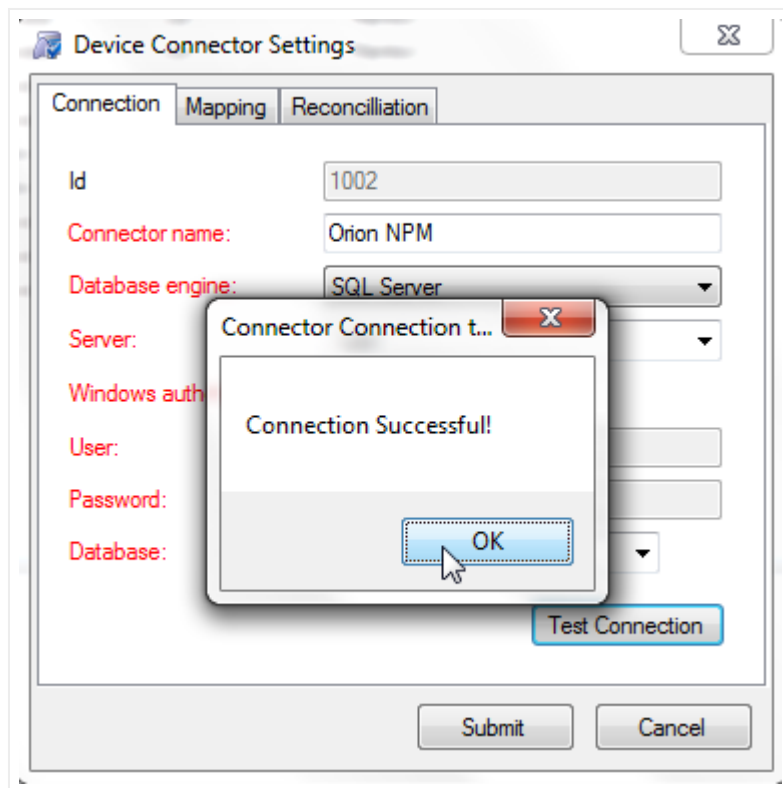 Device Connector Settings
Connection Mapping Reconcilliation
Id 1002
Connector name: Orion NPM
Database engine: SQL Server
Connector Connection t...
Server:
Windows auth
Connection Successful!
User:
Password:
OK
Database:
Test Connection
Submit Cancel